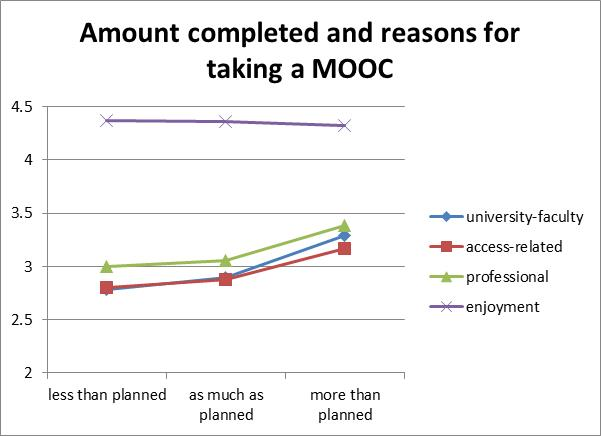 Amount completed and reasons for
taking a MOOC
4.5
4
3.5
3
2.5
2
less than planned
as much as
planned
more than
planned
university-faculty
access-related
professional
enjoyment